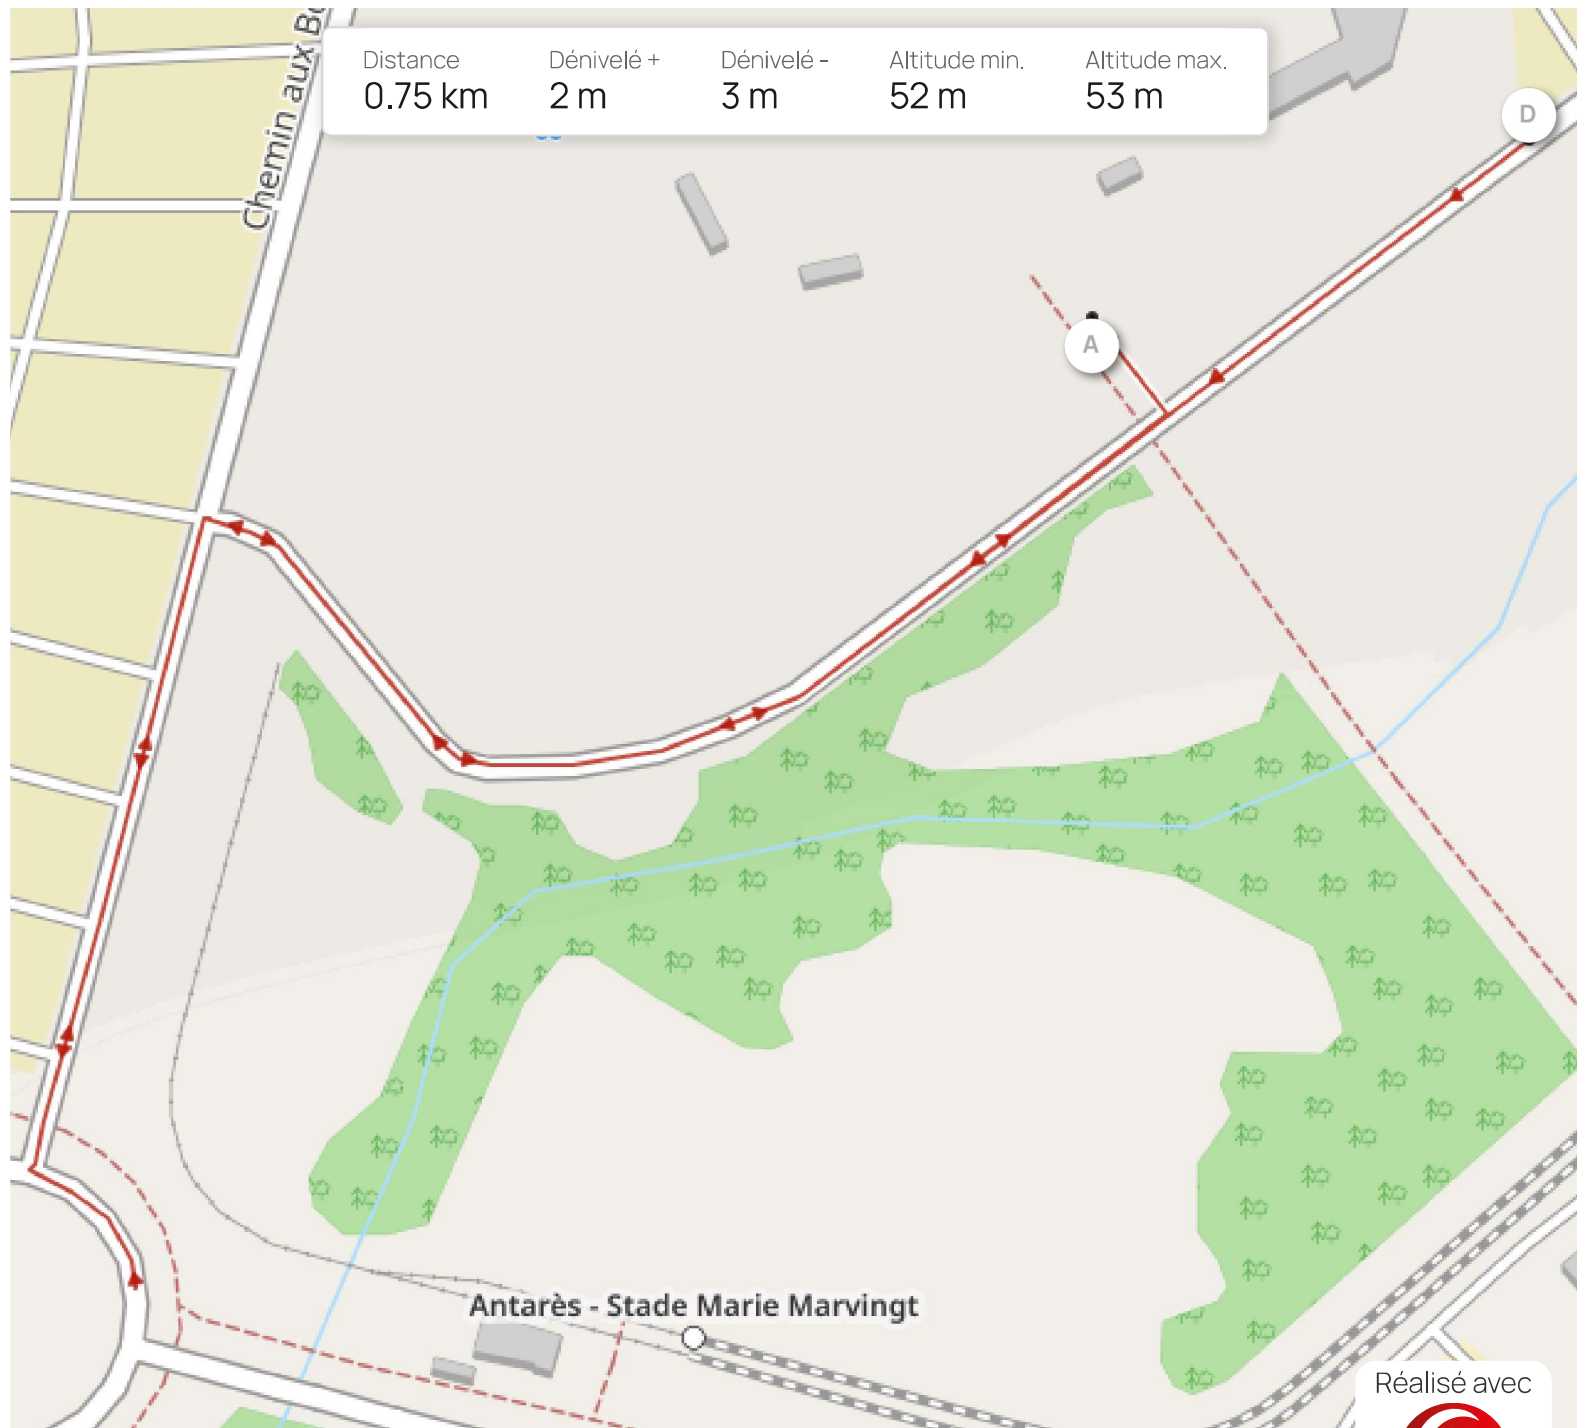 Chemin aux
Distance
0.75 km
Dénivelé +
2 m
Dénivelé -
3 m
Altitude min.
52 m
Altitude max.
53 m
D
A
Antarès - Stade Marie Marvingt
Réalisé avec